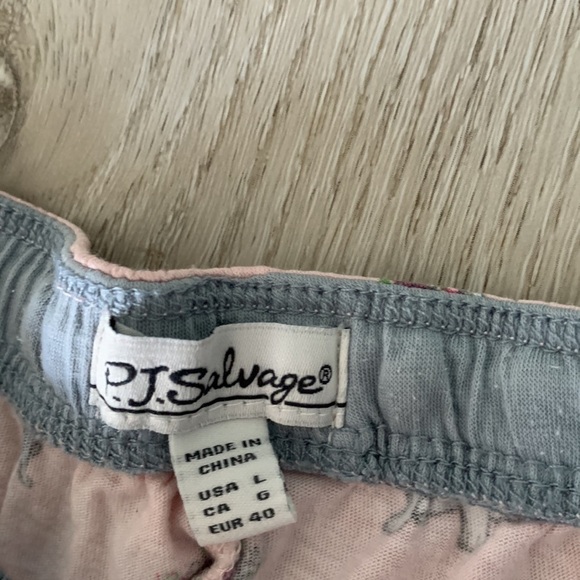 P.J.Salvage®
MADE IN
CHINA
USA L
CA G
EUR 40